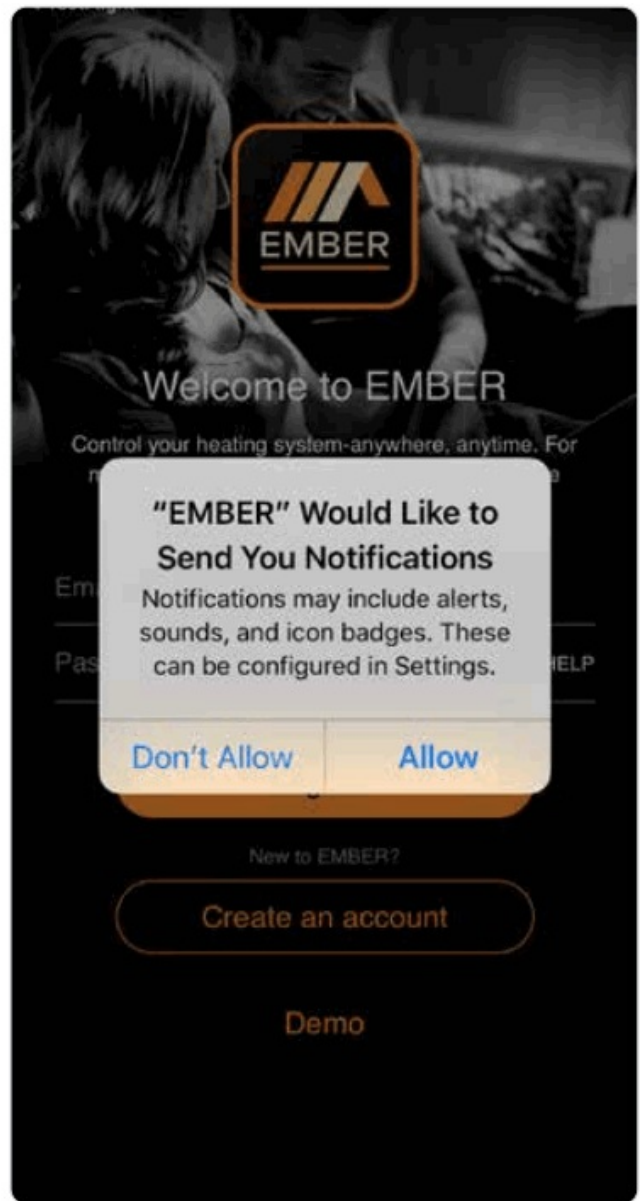 EMBER
Welcome to EMBER
Control your heating system-anywhere, anytime. For
"EMBER" Would Like to
Send You Notifications
Notifications may include alerts,
sounds, and icon badges. These
can be configured in Settings.
Don't Allow
Allow
New to EMBER?
Create an account
Demo